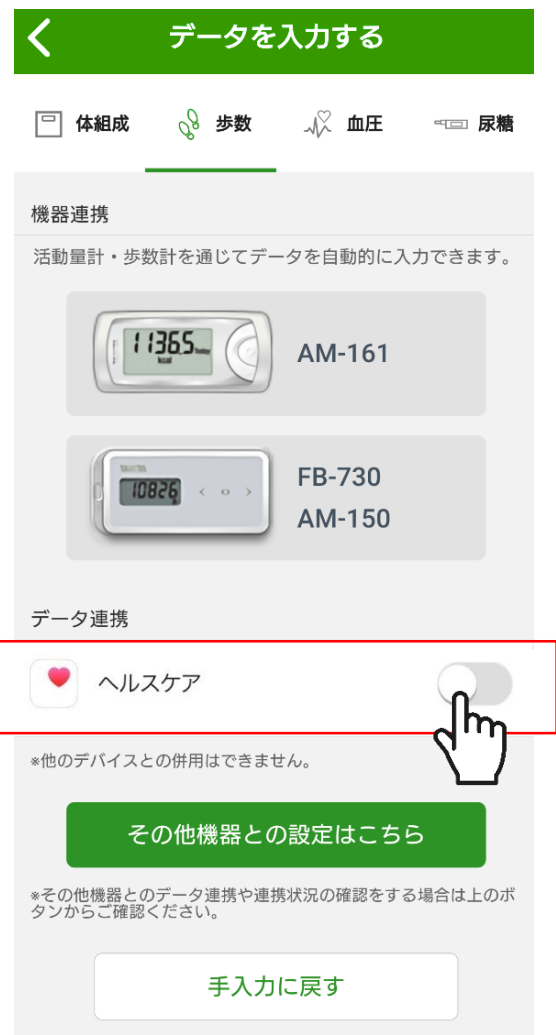 データを入力する
体組成
歩数
血圧
尿糖
機器連携
活動量計・歩数計を通じてデータを自動的に入力できます。
11365
kcal
AM-161
TANITA
10826
FB-730
AM-150
データ連携
ヘルスケア
※他のデバイスとの併用はできません。
その他機器との設定はこちら
※その他機器とのデータ連携や連携状況の確認をする場合は上のボ
タンからご確認ください。
手入力に戻す